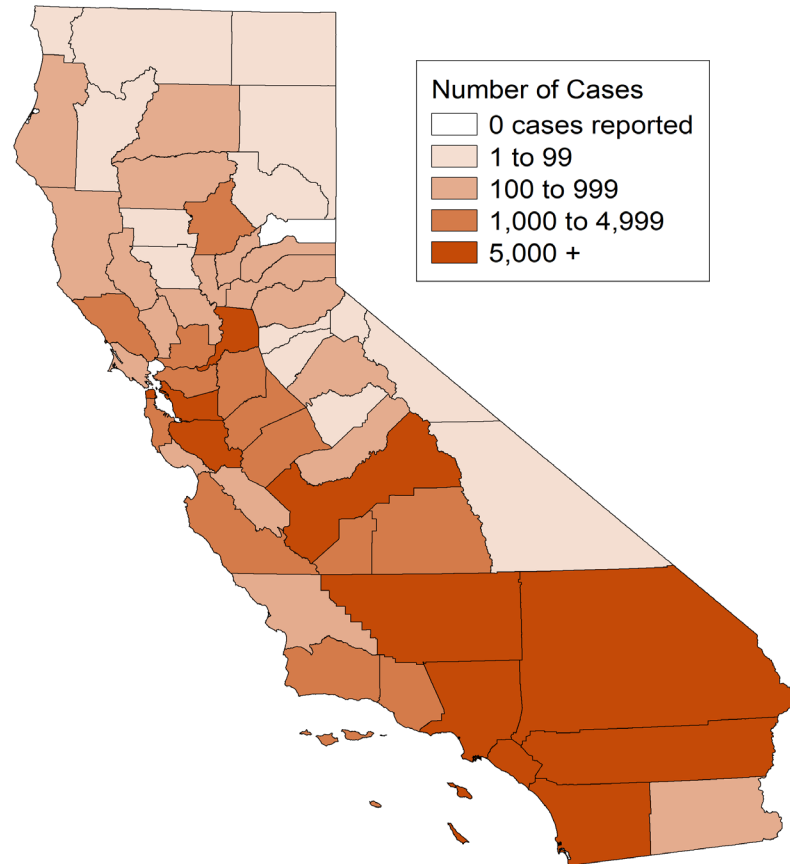 Number of Cases
0 cases reported
1 to 99
100 to 999
1,000 to 4,999
5,000 +